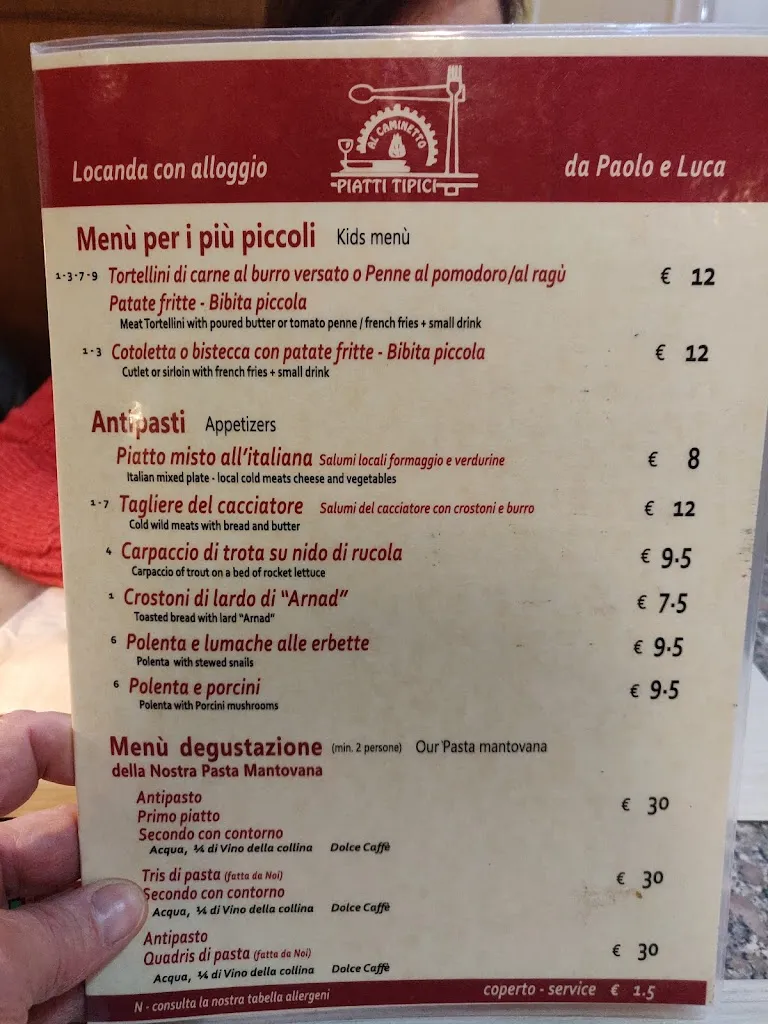 Locanda con alloggio
AL CAMINETTO
PIATTI TIPICI
da Paolo e Luca
Menù per i più piccoli Kids menù
1-3-7-9 Tortellini di carne al burro versato o Penne al pomodoro/al ragù € 12
Patate fritte - Bibita piccola
Meat Tortellini with poured butter or tomato penne / french fries + small drink
1-3 Cotoletta o bistecca con patate fritte - Bibita piccola € 12
Cutlet or sirloin with french fries + small drink
Antipasti Appetizers
Piatto misto all'italiana Salumi locali formaggio e verdurine € 8
Italian mixed plate - local cold meats cheese and vegetables
1-7 Tagliere del cacciatore Salumi del cacciatore con crostoni e burro € 12
Cold wild meats with bread and butter
4 Carpaccio di trota su nido di rucola € 9.5
Carpaccio of trout on a bed of rocket lettuce
1 Crostoni di lardo di "Arnad" € 7.5
Toasted bread with lard "Arnad"
6 Polenta e lumache alle erbette € 9.5
Polenta with stewed snails
6 Polenta e porcini € 9.5
Polenta with Porcini mushrooms
Menù degustazione (min. 2 persone) Our Pasta mantovana
della Nostra Pasta Mantovana
Antipasto € 30
Primo piatto
Secondo con contorno
Acqua, ¼ di Vino della collina Dolce Caffè
Tris di pasta (fatta da Noi) € 30
Secondo con contorno
Acqua, ¼ di Vino della collina Dolce Caffè
Antipasto € 30
Quadris di pasta (fatta da Noi)
Acqua, ¼ di Vino della collina Dolce Caffè
N - consulta la nostra tabella allergeni coperto - service € 1.5